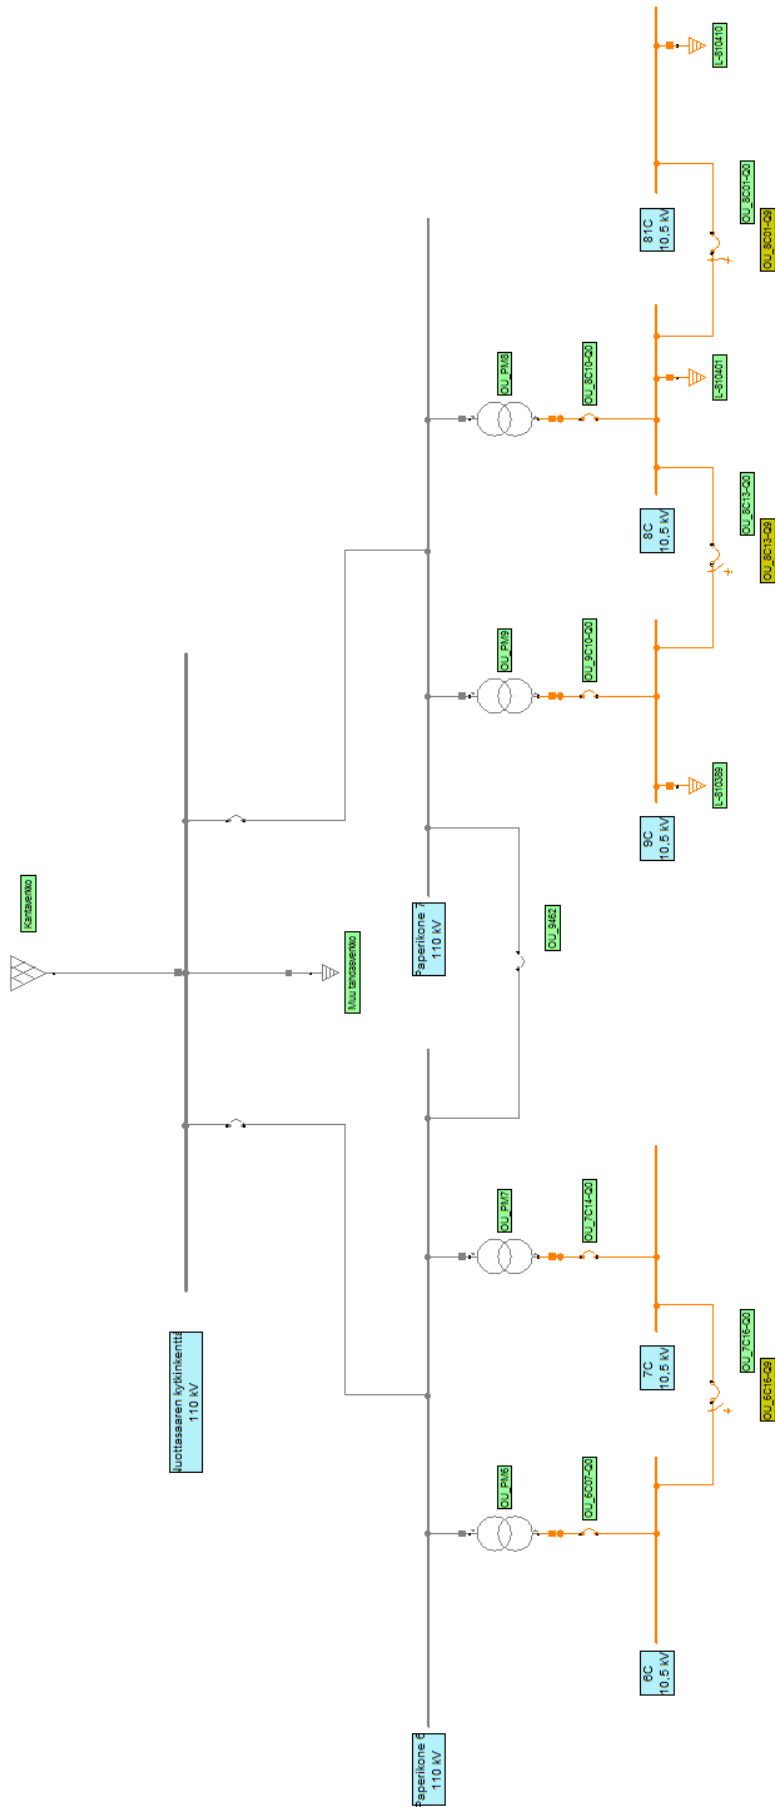 Kantaverkko
Nuottasaaren kytkinkenttä
110 kV
Muu tehdasverkko
Paperikone 6
110 kV
Paperikone 7
110 kV
OU_9462
OU_PM6
OU_PM7
OU_PM9
OU_PM8
OU_6C07-Q0
OU_7C14-Q0
OU_9C10-Q0
OU_8C10-Q0
6C
10,5 kV
7C
10,5 kV
9C
10,5 kV
8C
10,5 kV
81C
10,5 kV
L-810389
L-810401
L-810410
OU_7C16-Q0
OU_6C16-Q9
OU_8C13-Q0
OU_8C13-Q9
OU_8C01-Q0
OU_8C01-Q9